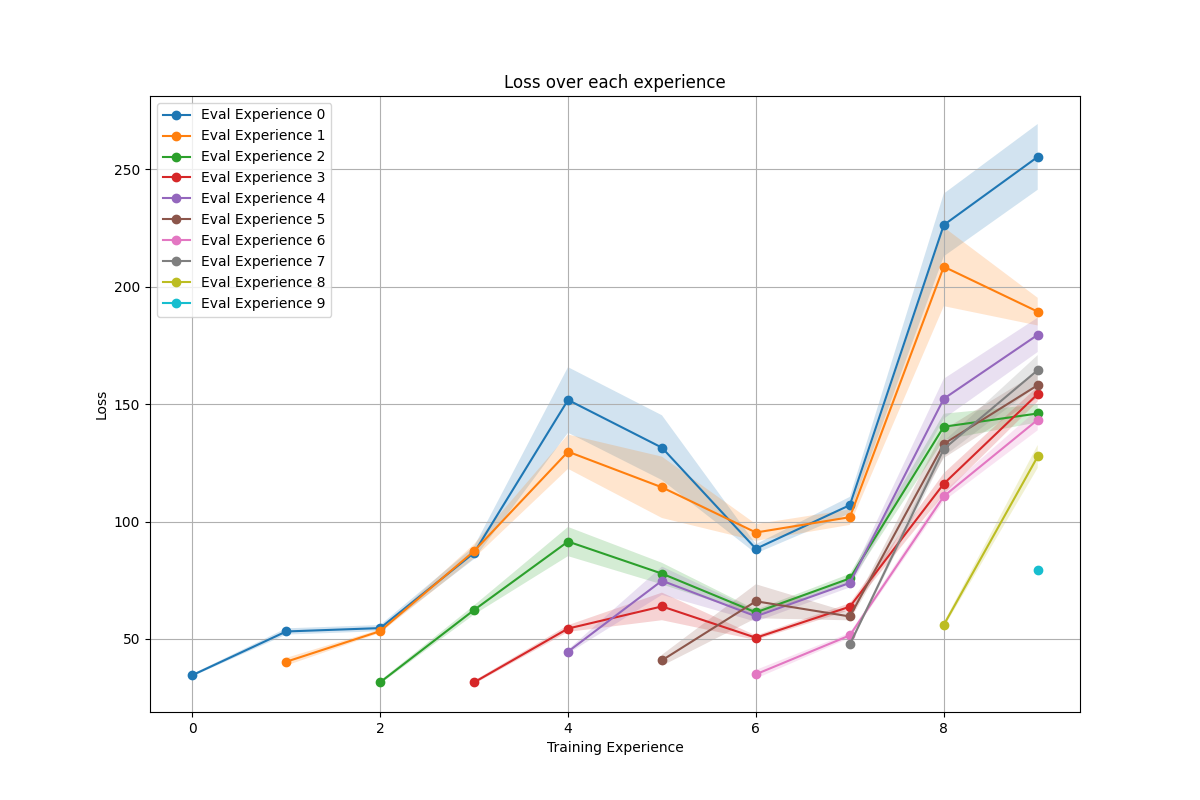 Loss over each experience
Eval Experience 0
Eval Experience 1
Eval Experience 2
Eval Experience 3
Eval Experience 4
Eval Experience 5
Eval Experience 6
Eval Experience 7
Eval Experience 8
Eval Experience 9
250
200
150
100
50
Loss
0 2 4 6 8
Training Experience